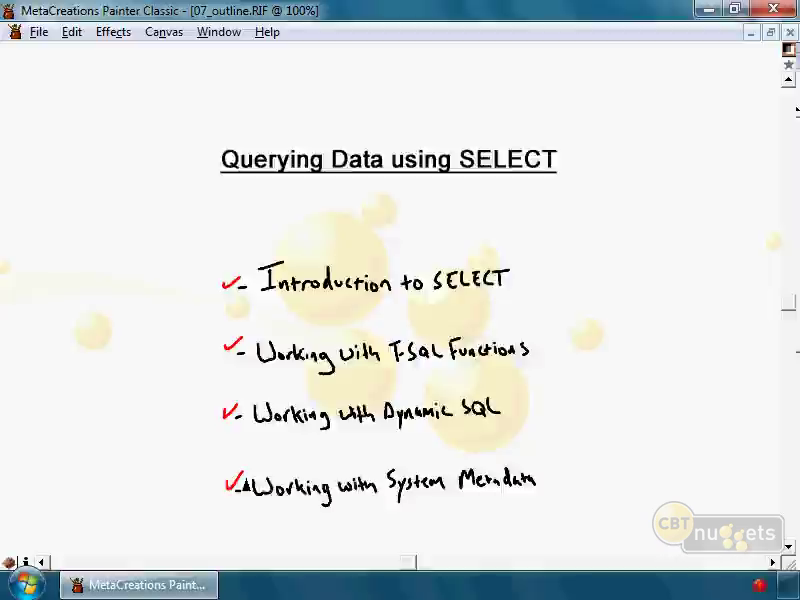 MetaCreations Painter Classic - [07_outline.RIF @ 100%]
File Edit Effects Canvas Window Help
Querying Data using SELECT
- Introduction to SELECT
- Working with T-SQL Functions
- Working with Dynamic SQL
- Working with System Metadata
CBT nuggets
MetaCreations Paint...